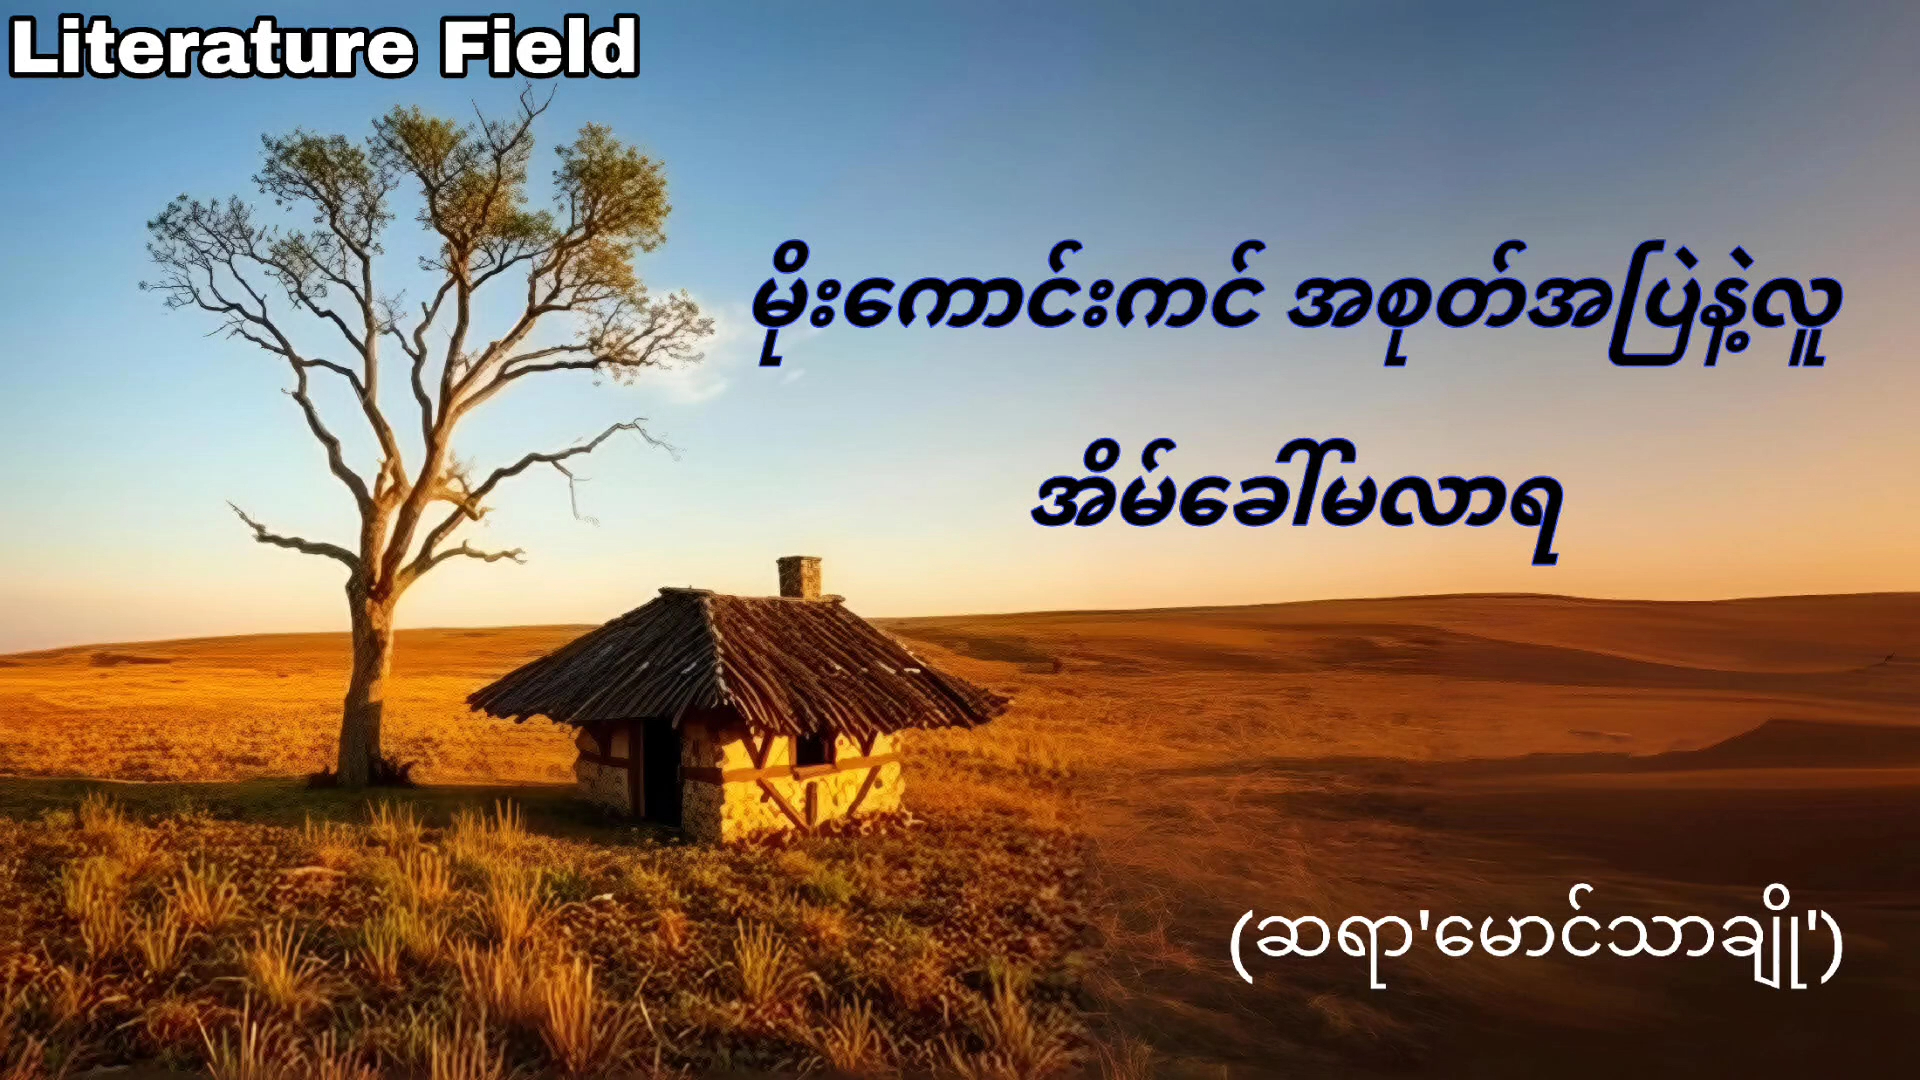 Literature Field
မိုးကောင်းကင် အစုတ်အပြဲနဲ့လူ
အိမ်ခေါ်မလာရ
(ဆရာ'မောင်သာချို')